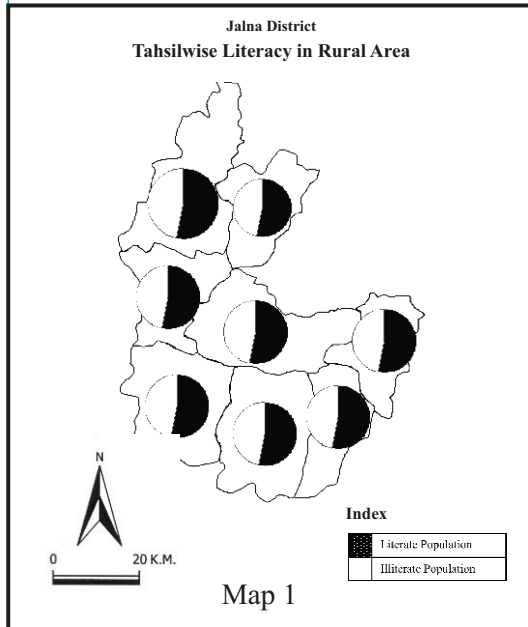 Jalna District
Tahsilwise Literacy in Rural Area
N
0 20 K.M.
Index
Literate Population
Illiterate Population
Map 1